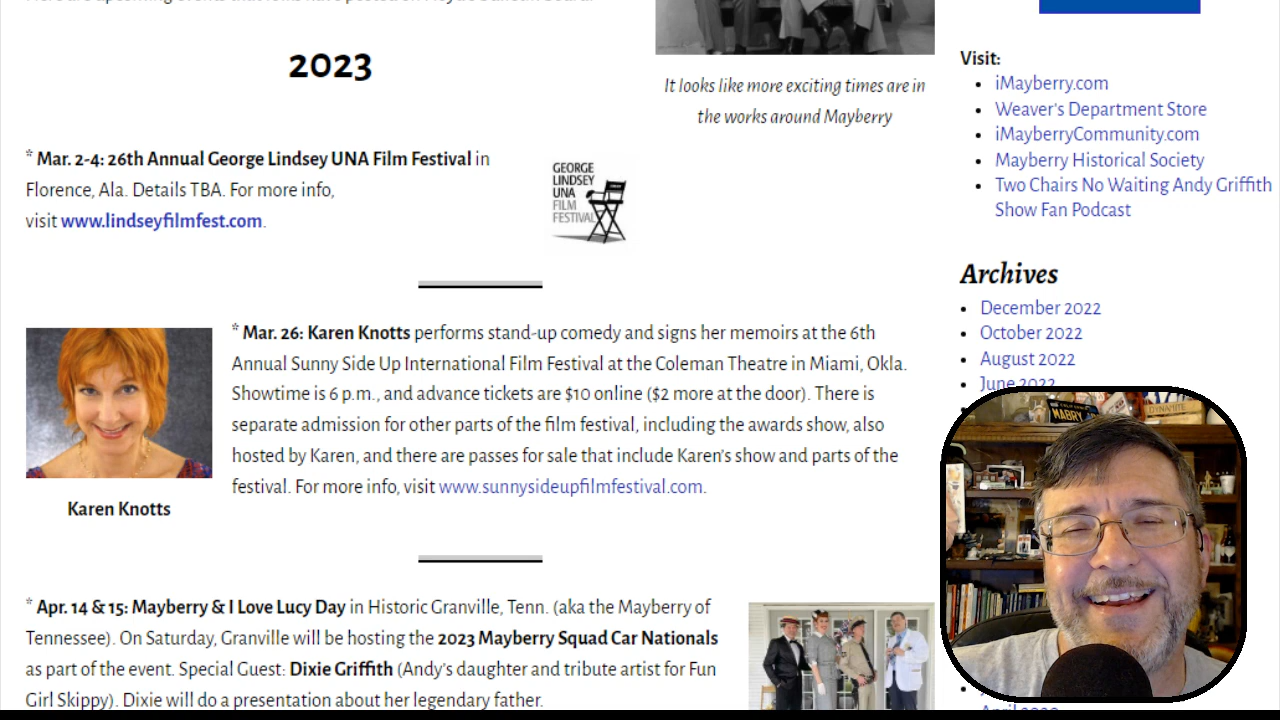 2023
It looks like more exciting times are in
the works around Mayberry
* Mar. 2-4: 26th Annual George Lindsey UNA Film Festival in
Florence, Ala. Details TBA. For more info,
visit www.lindseyfilmfest.com.
GEORGE
LINDSEY
UNA
FILM
FESTIVAL
* Mar. 26: Karen Knotts performs stand-up comedy and signs her memoirs at the 6th
Annual Sunny Side Up International Film Festival at the Coleman Theatre in Miami, Okla.
Showtime is 6 p.m., and advance tickets are $10 online ($2 more at the door). There is
separate admission for other parts of the film festival, including the awards show, also
hosted by Karen, and there are passes for sale that include Karen's show and parts of the
festival. For more info, visit www.sunnysideupfilmfestival.com.
Karen Knotts
* Apr. 14 & 15: Mayberry & I Love Lucy Day in Historic Granville, Tenn. (aka the Mayberry of
Tennessee). On Saturday, Granville will be hosting the 2023 Mayberry Squad Car Nationals
as part of the event. Special Guest: Dixie Griffith (Andy's daughter and tribute artist for Fun
Girl Skippy). Dixie will do a presentation about her legendary father.
Visit:
iMayberry.com
Weaver's Department Store
iMayberryCommunity.com
Mayberry Historical Society
Two Chairs No Waiting Andy Griffith
Show Fan Podcast
Archives
December 2022
October 2022
August 2022
June 2022
MABRY
DYNAMITE